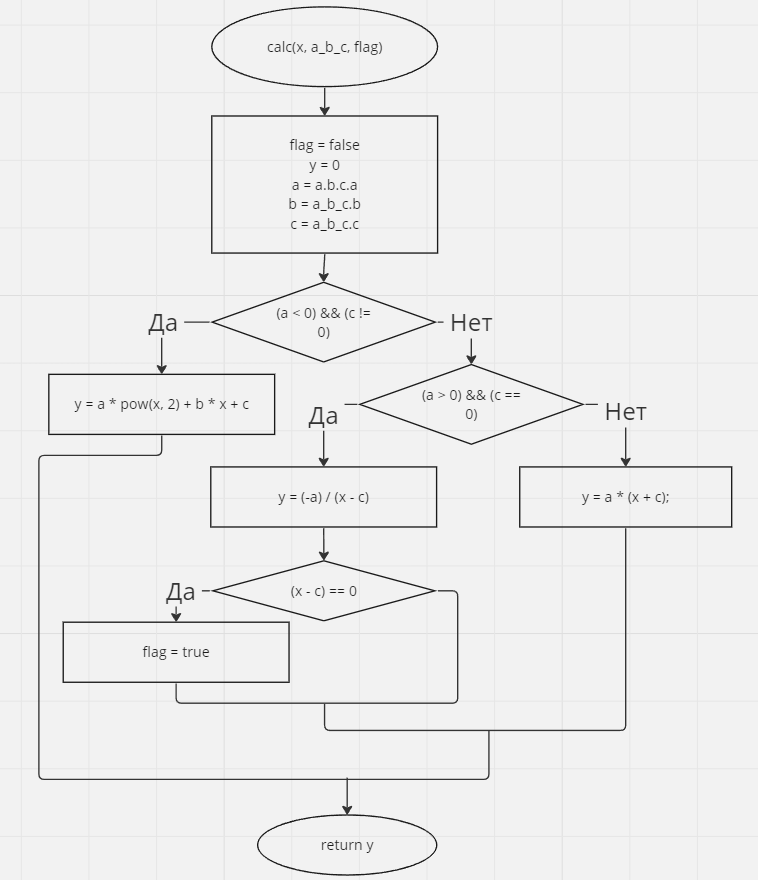 calc(x, a_b_c, flag)
flag = false
y = 0
a = a.b.c.a
b = a_b_c.b
c = a_b_c.c
(a < 0) && (c !=
0)
Да
Нет
y = a * pow(x, 2) + b * x + c
(a > 0) && (c ==
0)
Да
Нет
y = (-a) / (x - c)
y = a * (x + c);
(x - c) == 0
Да
flag = true
return y